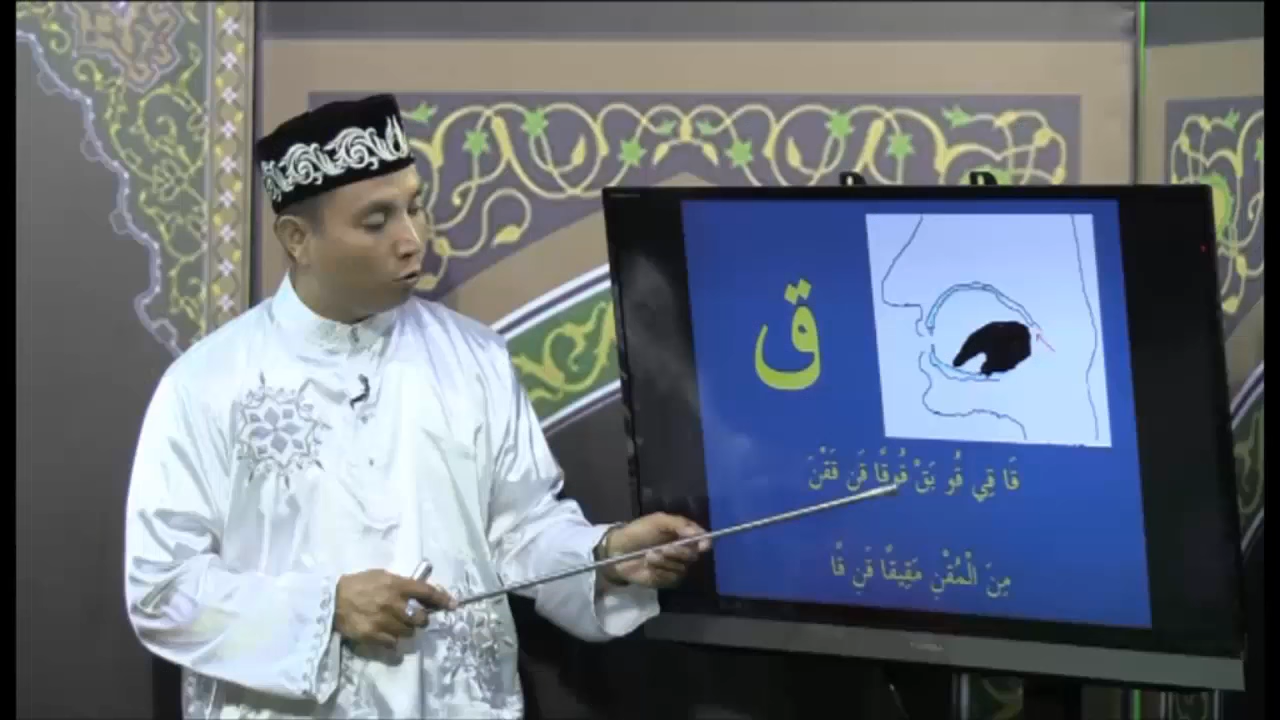 ق
قَا قِي قُو بَقْ قُوقًا قَن قَقْنَ
مِنَ الْمُقْنِ مَقِيقًا قَنِ قًا